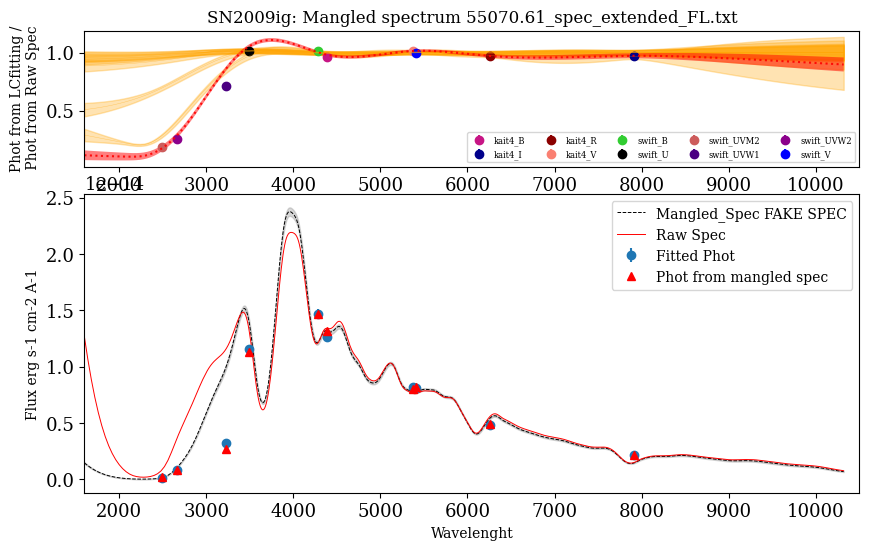 SN2009ig: Mangled spectrum 55070.61_spec_extended_FL.txt
Phot from LCfitting /
Phot from Raw Spec
1.0
0.5
kait4_B
kait4_I
kait4_R
kait4_V
swift_B
swift_U
swift_UVM2
swift_UVW1
swift_UVW2
swift_V
2000 3000 4000 5000 6000 7000 8000 9000 10000
1e−14
Flux erg s-1 cm-2 A-1
2.5
2.0
1.5
1.0
0.5
0.0
Mangled_Spec FAKE SPEC
Raw Spec
Fitted Phot
Phot from mangled spec
2000 3000 4000 5000 6000 7000 8000 9000 10000
Wavelenght